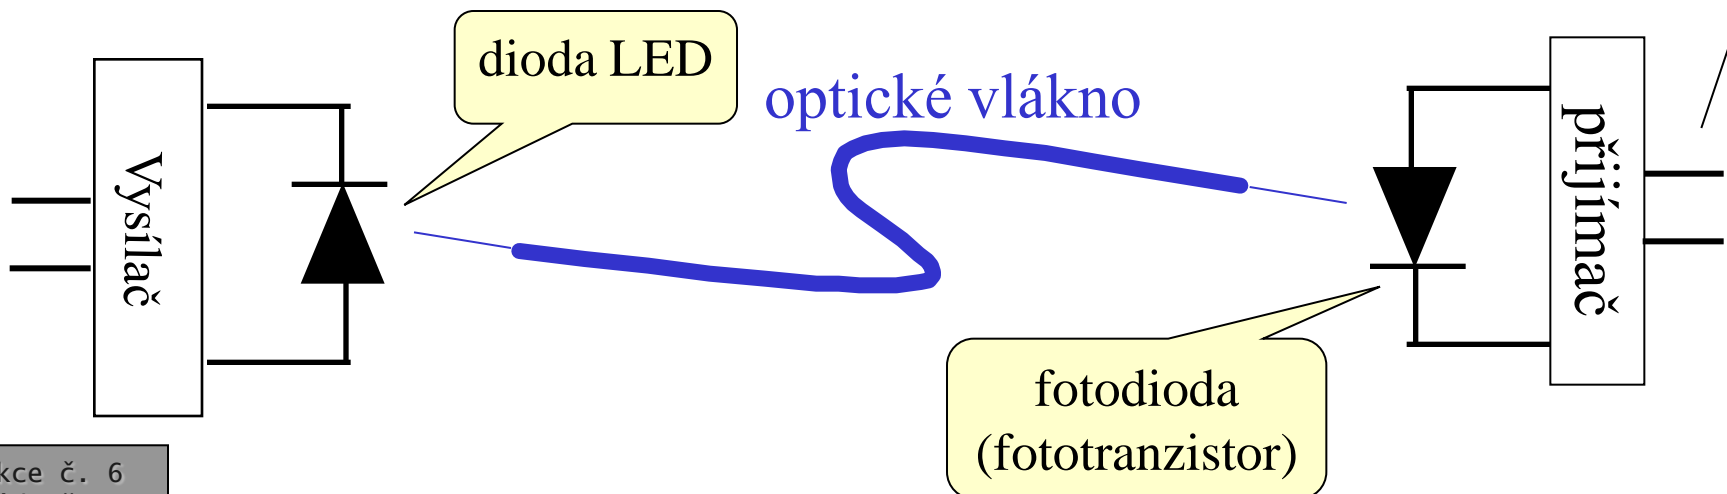 dioda LED
optické vlákno
Vysílač
přijímač
fotodioda
(fototranzistor)
kce č. 6